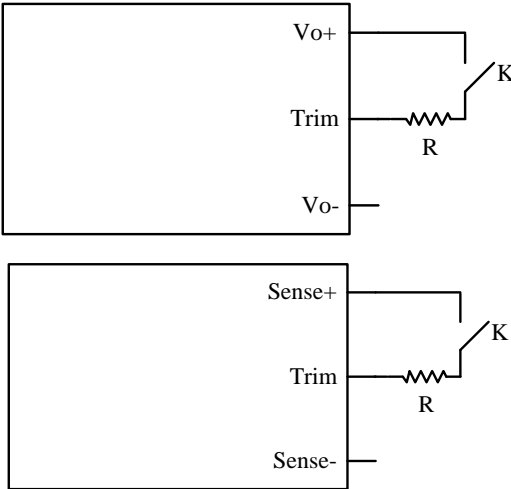 Vo+
K
Trim
R
Vo-
Sense+
K
Trim
R
Sense-